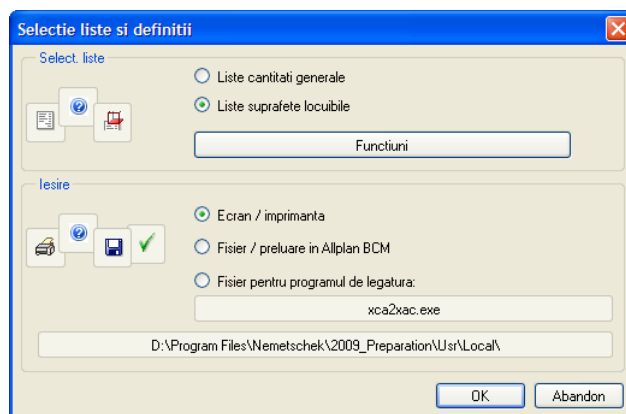 Selectie liste si definitii
Select. liste
Liste cantitati generale
Liste suprafete locuibile
Functiuni
Iesire
Ecran / imprimanta
Fisier / preluare in Allplan BCM
Fisier pentru programul de legatura:
xca2xac.exe
D:\Program Files\Nemetschek\2009_Preparation\Usr\Local\
OK
Abandon